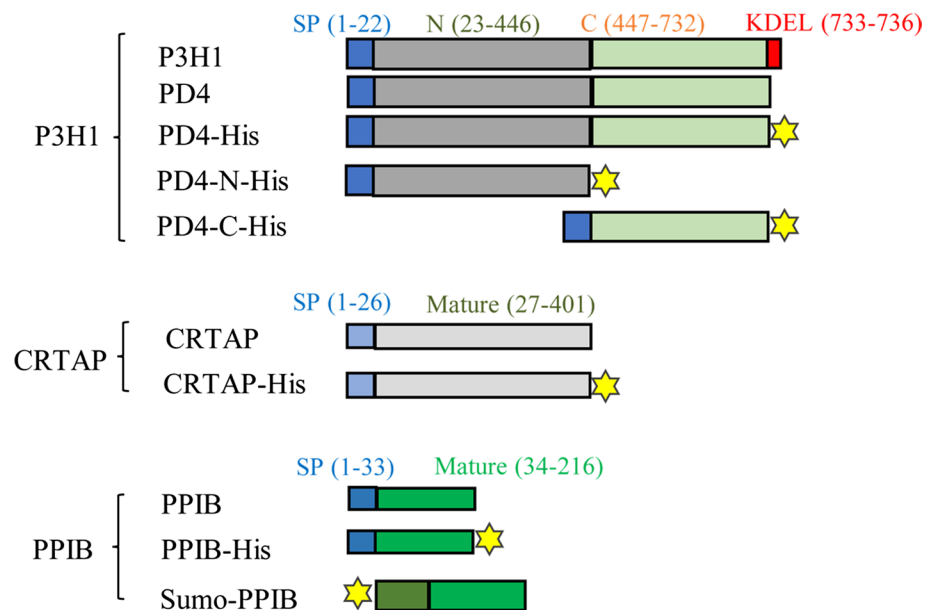 SP (1-22) N (23-446) C (447-732) KDEL (733-736)
P3H1
PD4
P3H1 PD4-His
PD4-N-His
PD4-C-His
SP (1-26) Mature (27-401)
CRTAP
CRTAP
CRTAP-His
SP (1-33) Mature (34-216)
PPIB
PPIB PPIB-His
Sumo-PPIB